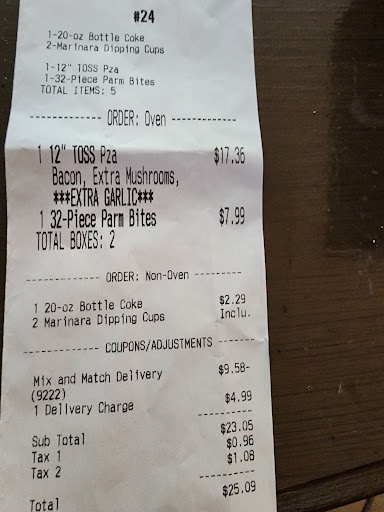 #24
1-20-oz Bottle Coke
2-Marinara Dipping Cups
1-12" TOSS Pza
1-32-Piece Parm Bites
TOTAL ITEMS: 5
------------- ORDER: Oven -------------
1 12" TOSS Pza $17.36
Bacon, Extra Mushrooms,
***EXTRA GARLIC***
1 32-Piece Parm Bites $7.99
TOTAL BOXES: 2
------------ ORDER: Non-Oven ---------
1 20-oz Bottle Coke $2.29
2 Marinara Dipping Cups Inclu.
------------ COUPONS/ADJUSTMENTS -------
Mix and Match Delivery $9.58-
(9222)
1 Delivery Charge $4.99
----------
Sub Total $23.05
Tax 1 $0.96
Tax 2 $1.08
----------
Total $25.09